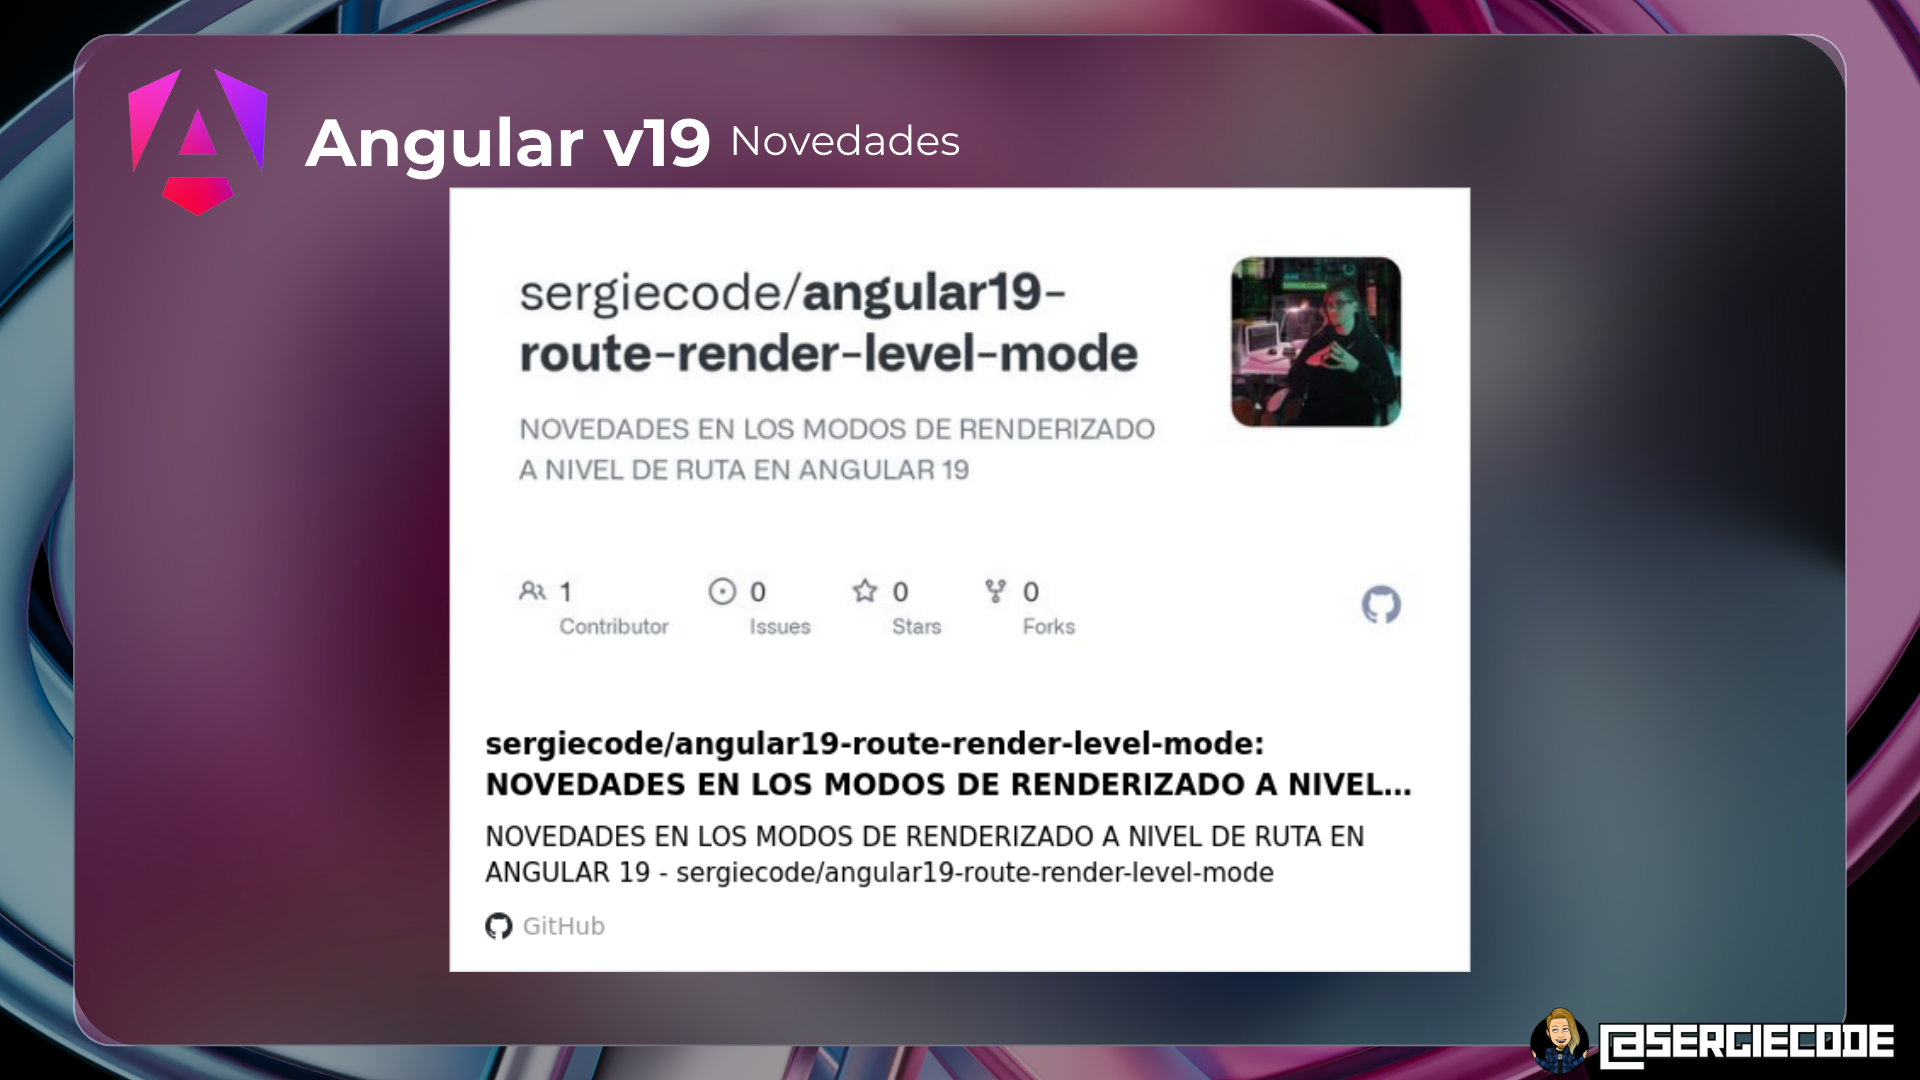 Angular v19 Novedades
sergiecode/angular19-
route-render-level-mode
NOVEDADES EN LOS MODOS DE RENDERIZADO
A NIVEL DE RUTA EN ANGULAR 19
1 0 0 0
Contributor Issues Stars Forks
sergiecode/angular19-route-render-level-mode:
NOVEDADES EN LOS MODOS DE RENDERIZADO A NIVEL...
NOVEDADES EN LOS MODOS DE RENDERIZADO A NIVEL DE RUTA EN
ANGULAR 19 - sergiecode/angular19-route-render-level-mode
GitHub
@SERGIECODE